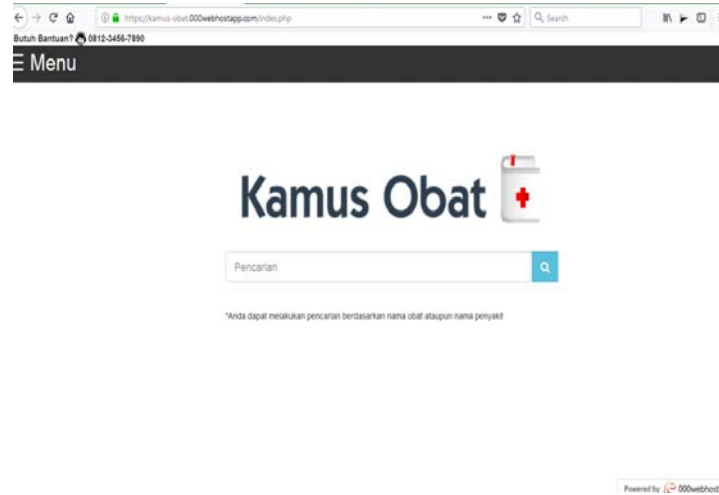 https://kamus-obat.000webhostapp.com/index.php
Search
Butuh Bantuan? 0812-3456-7890
Menu
Kamus Obat
Pencarian
*Anda dapat melakukan pencarian berdasarkan nama obat ataupun nama penyakit
Powered by 000webhost